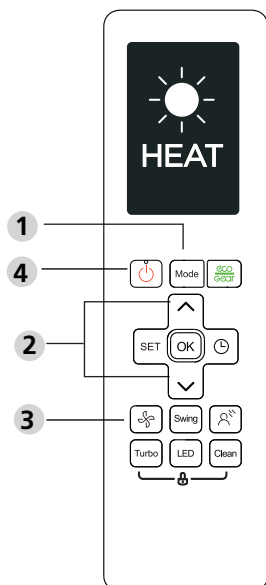 HEAT
1
4
Mode
eco
Gear
2
SET
OK
3
Swing
Turbo
LED
Clean